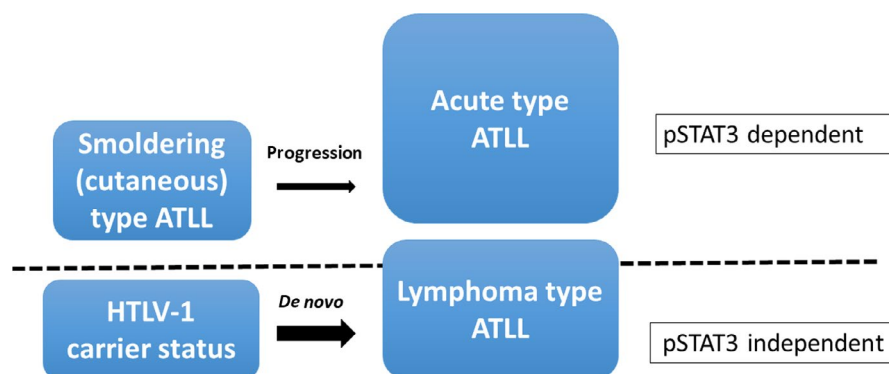 Smoldering
(cutaneous)
type ATLL
Progression
Acute type
ATLL
pSTAT3 dependent
HTLV-1
carrier status
De novo
Lymphoma type
ATLL
pSTAT3 independent